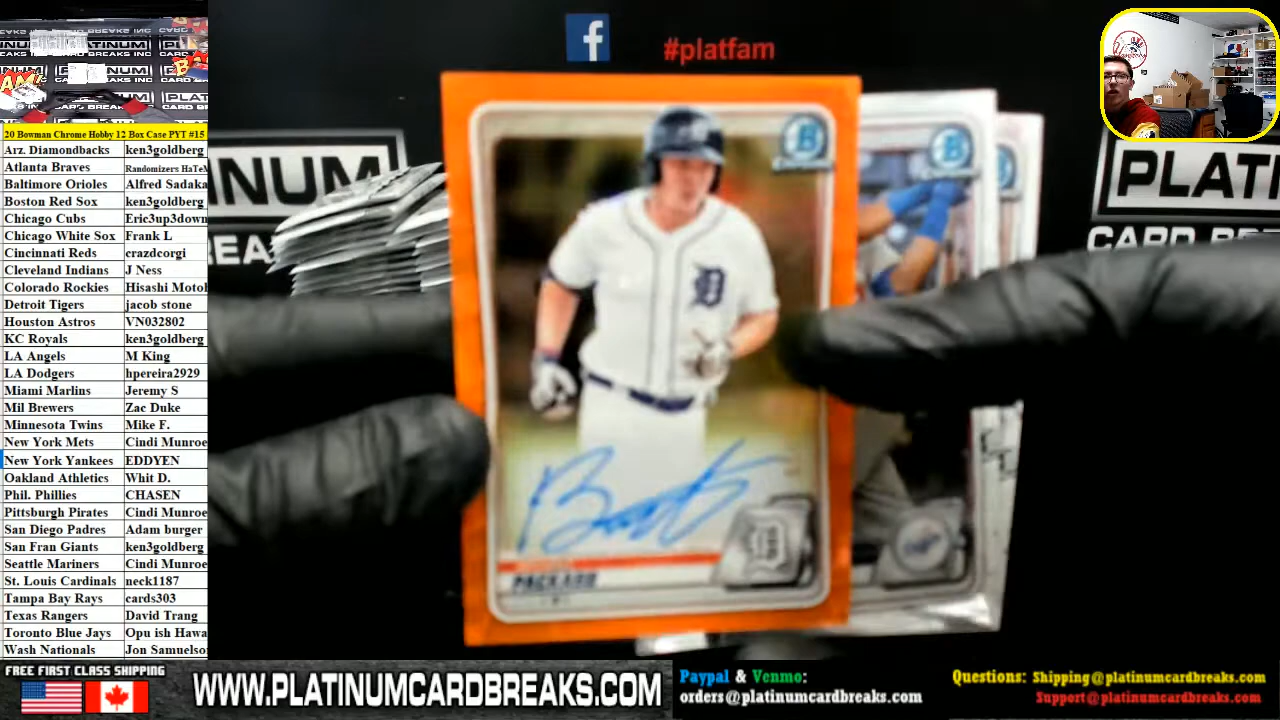 #platfam
20 Bowman Chrome Hobby 12 Box Case PYT #15
Arz. Diamondbacks ken3goldberg
Atlanta Braves Randomizers HaTeM
Baltimore Orioles Alfred Sadaka
Boston Red Sox ken3goldberg
Chicago Cubs Eric3up3down
Chicago White Sox Frank L
Cincinnati Reds crazdcorgi
Cleveland Indians J Ness
Colorado Rockies Hisashi Motoh
Detroit Tigers jacob stone
Houston Astros VN032802
KC Royals ken3goldberg
LA Angels M King
LA Dodgers hpereira2929
Miami Marlins Jeremy S
Mil Brewers Zac Duke
Minnesota Twins Mike F.
New York Mets Cindi Munroe
New York Yankees EDDYEN
Oakland Athletics Whit D.
Phil. Phillies CHASEN
Pittsburgh Pirates Cindi Munroe
San Diego Padres Adam burger
San Fran Giants ken3goldberg
Seattle Mariners Cindi Munroe
St. Louis Cardinals neck1187
Tampa Bay Rays cards303
Texas Rangers David Trang
Toronto Blue Jays Opu ish Hawa
Wash Nationals Jon Samuelso
PACKARD
FREE FIRST CLASS SHIPPING
WWW.PLATINUMCARDBREAKS.COM
Paypal & Venmo:
orders@platinumcardbreaks.com
Questions: Shipping@platinumcardbreaks.com
Support@platinumcardbreaks.com